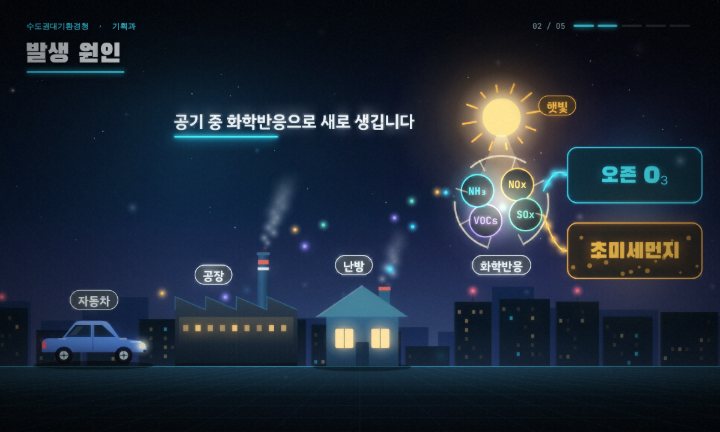 수도권대기환경청 · 기획과
02 / 05
발생 원인
공기 중 화학반응으로 새로 생깁니다
햇빛
NH₃
NOx
VOCs
SOx
화학반응
오존 O₃
초미세먼지
난방
공장
자동차